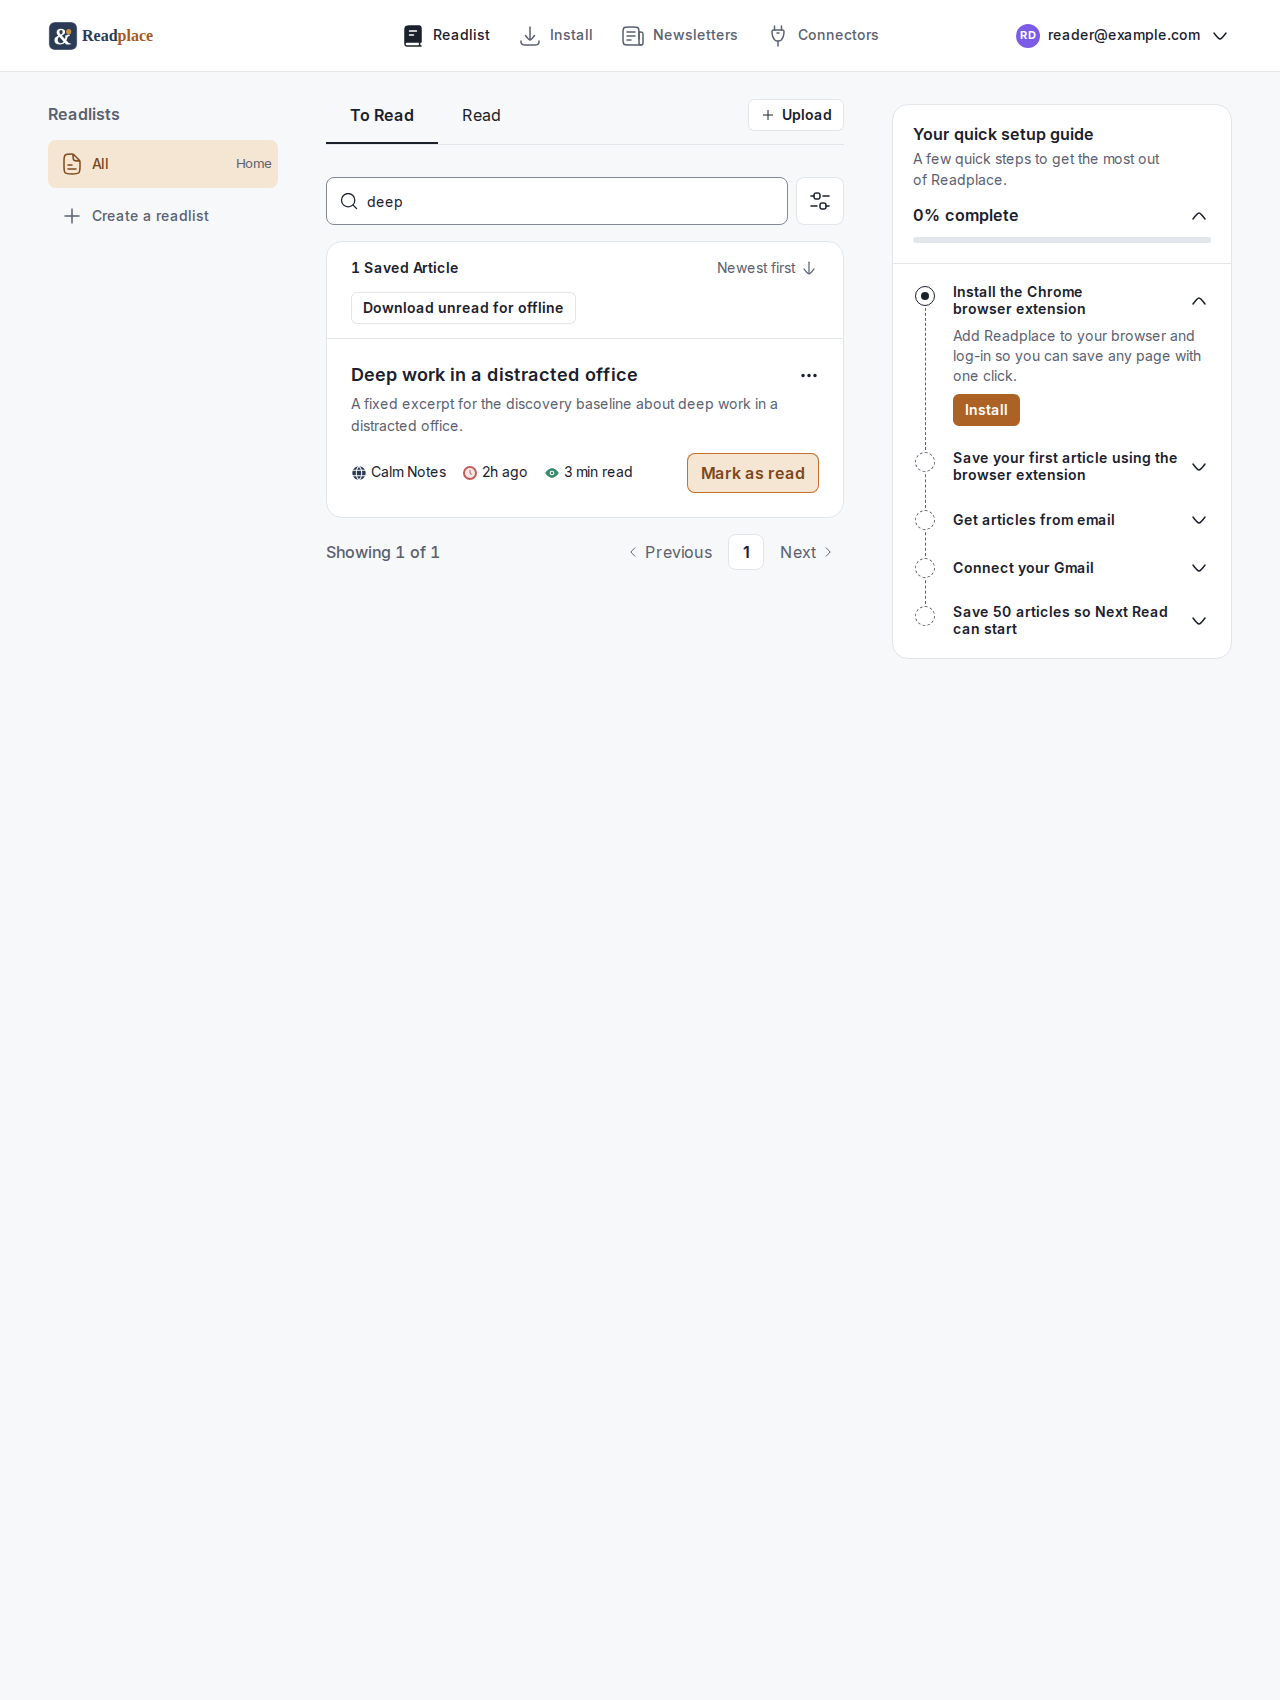 & Readplace
Readlist
Install
Newsletters
Connectors
RD
reader@example.com
Readlists
All
Home
Create a readlist
To Read
Read
Upload
deep
1 Saved Article
Newest first
Download unread for offline
Deep work in a distracted office
A fixed excerpt for the discovery baseline about deep work in a
distracted office.
Calm Notes
2h ago
3 min read
Mark as read
Showing 1 of 1
Previous
1
Next
Your quick setup guide
A few quick steps to get the most out
of Readplace.
0% complete
Install the Chrome
browser extension
Add Readplace to your browser and
log-in so you can save any page with
one click.
Install
Save your first article using the
browser extension
Get articles from email
Connect your Gmail
Save 50 articles so Next Read
can start